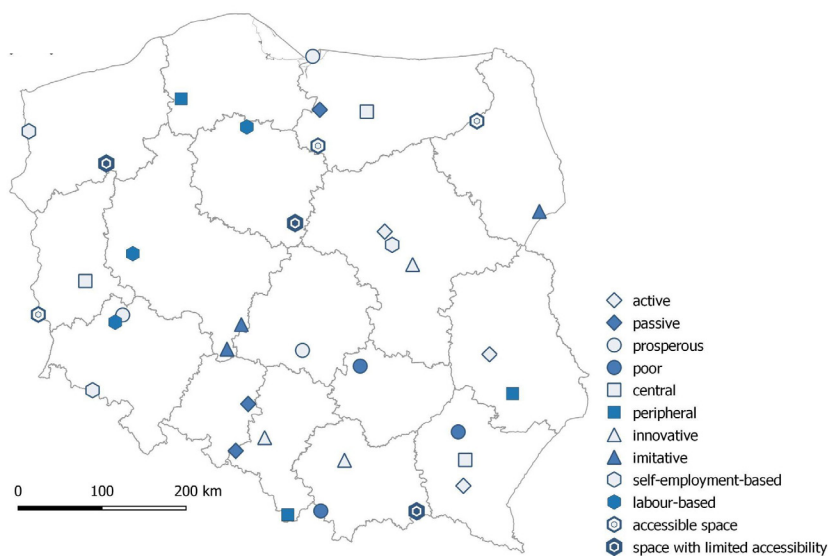 active
passive
prosperous
poor
central
peripheral
innovative
imitative
self-employment-based
labour-based
accessible space
space with limited accessibility
0 100 200 km